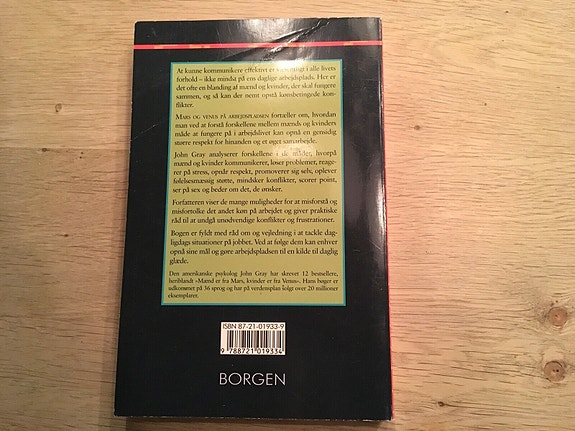 At kunne kommunikere effektivt er i alle livets
forhold – ikke mindst på ens daglige arbejdsplads. Her er
det ofte en blanding af mænd og kvinder, der skal fungere
sammen, og så kan der nemt opstå kønsbetingede kon-
flikter.
MARS OG VENUS PÅ ARBEJDSPLADSEN fortæller om, hvordan
man ved at forstå forskellene mellem mænds og kvinders
måde at fungere på i arbejdslivet kan opnå en gensidig
større respekt for hinanden og et øget samarbejde.
John Gray analyserer forskellene i de måder, hvorpå
mænd og kvinder kommunikerer, løser problemer, reage-
rer på stress, opnår respekt, promoverer sig selv, oplever
følelsesmæssig støtte, mindsker konflikter, scorer point,
ser på sex og beder om det, de ønsker.
Forfatteren viser de mange muligheder for at misforstå og
misfortolke det andet køn på arbejdet og giver praktiske
råd til at undgå unødvendige konflikter og frustrationer.
Bogen er fyldt med råd om og vejledning i at tackle dag-
ligdags situationer på jobbet. Ved at følge dem kan enhver
opnå sine mål og gøre arbejdspladsen til en kilde til daglig
glæde.
Den amerikanske psykolog John Gray har skrevet 12 bestsellere,
heriblandt »Mænd er fra Mars, kvinder er fra Venus«. Hans bøger er
udkommet på 36 sprog og har på verdensplan solgt over 20 millioner
eksemplarer.
ISBN 87-21-01933-9
9 788721 019334
BORGEN